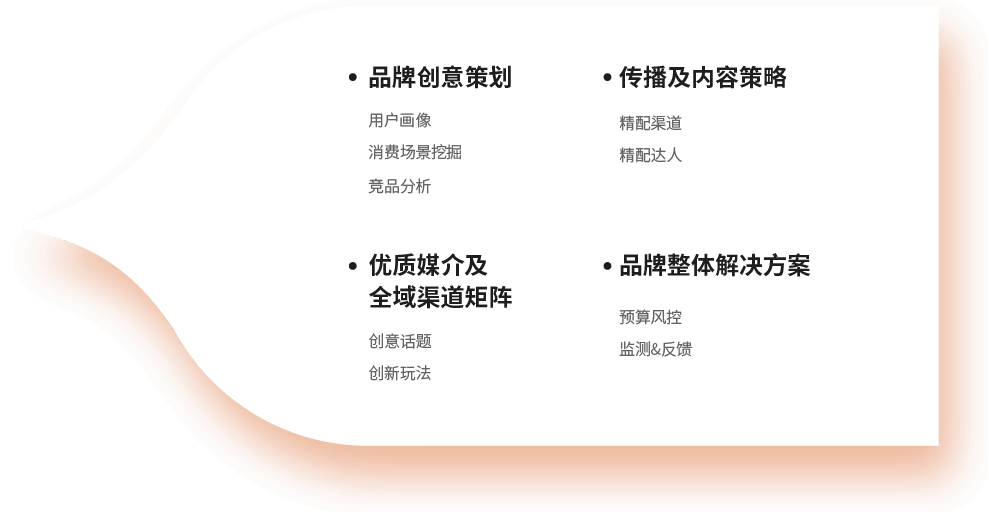 • 品牌创意策划
用户画像
消费场景挖掘
竞品分析
• 传播及内容策略
精配渠道
精配达人
• 优质媒介及
全域渠道矩阵
创意话题
创新玩法
• 品牌整体解决方案
预算风控
监测&反馈